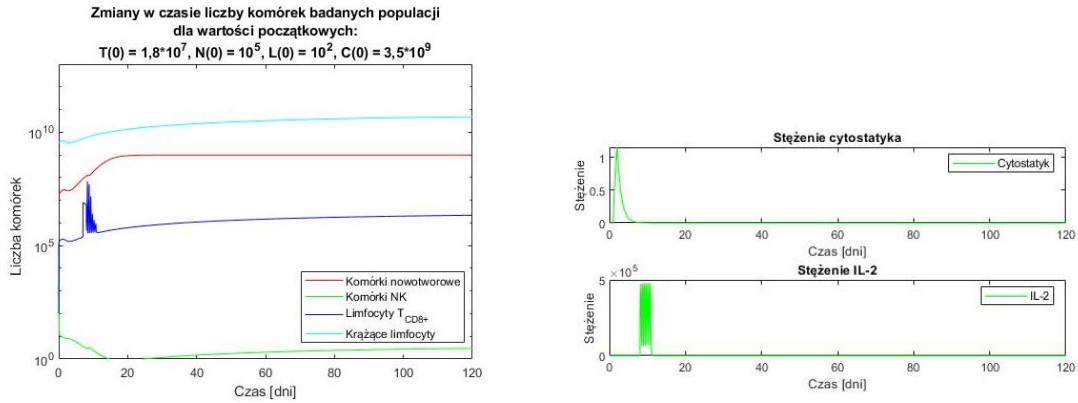 Zmiany w czasie liczby komórek badanych populacji
dla wartości początkowych:
T(0) = 1,8*10^7, N(0) = 10^5, L(0) = 10^2, C(0) = 3,5*10^9
Liczba komórek
10^10
10^5
10^0
0 20 40 60 80 100 120
Czas [dni]
Komórki nowotworowe
Komórki NK
Limfocyty T_CD8+
Krążące limfocyty
Stężenie cytostatyka
Stężenie
1
0.5
0
0 20 40 60 80 100 120
Czas [dni]
Cytostatyk
Stężenie IL-2
×10^5
Stężenie
5
0
0 20 40 60 80 100 120
Czas [dni]
IL-2